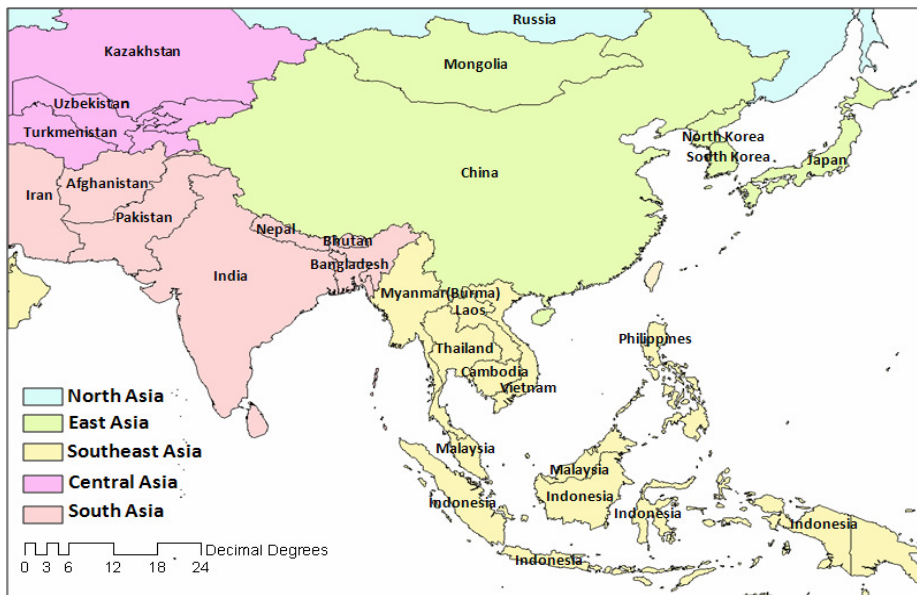 Russia
Kazakhstan
Mongolia
Uzbekistan
Turkmenistan
North Korea
South Korea
Japan
China
Iran
Afghanistan
Pakistan
Nepal
Bhutan
Bangladesh
India
Myanmar(Burma)
Laos
Thailand
Philippines
Cambodia
Vietnam
Malaysia
Malaysia
Indonesia
Indonesia
Indonesia
Indonesia
Indonesia
North Asia
East Asia
Southeast Asia
Central Asia
South Asia
Decimal Degrees
0 3 6 12 18 24